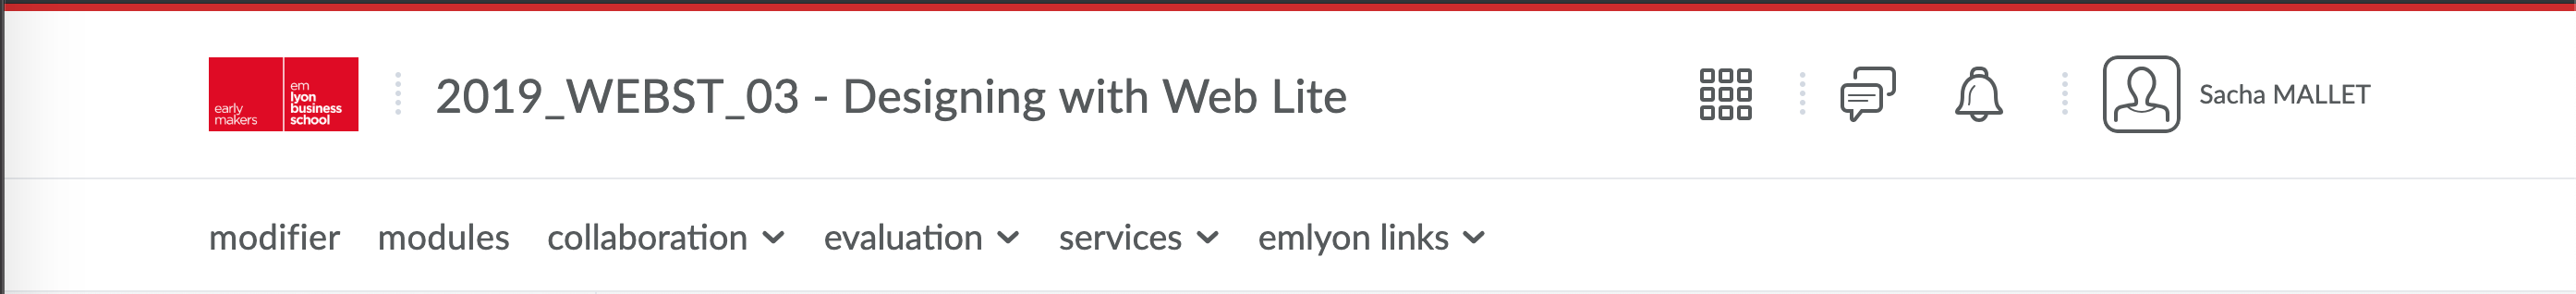 early
makers
em
lyon
business
school
2019_WEBST_03 - Designing with Web Lite
Sacha MALLET
modifier modules collaboration evaluation services emlyon links